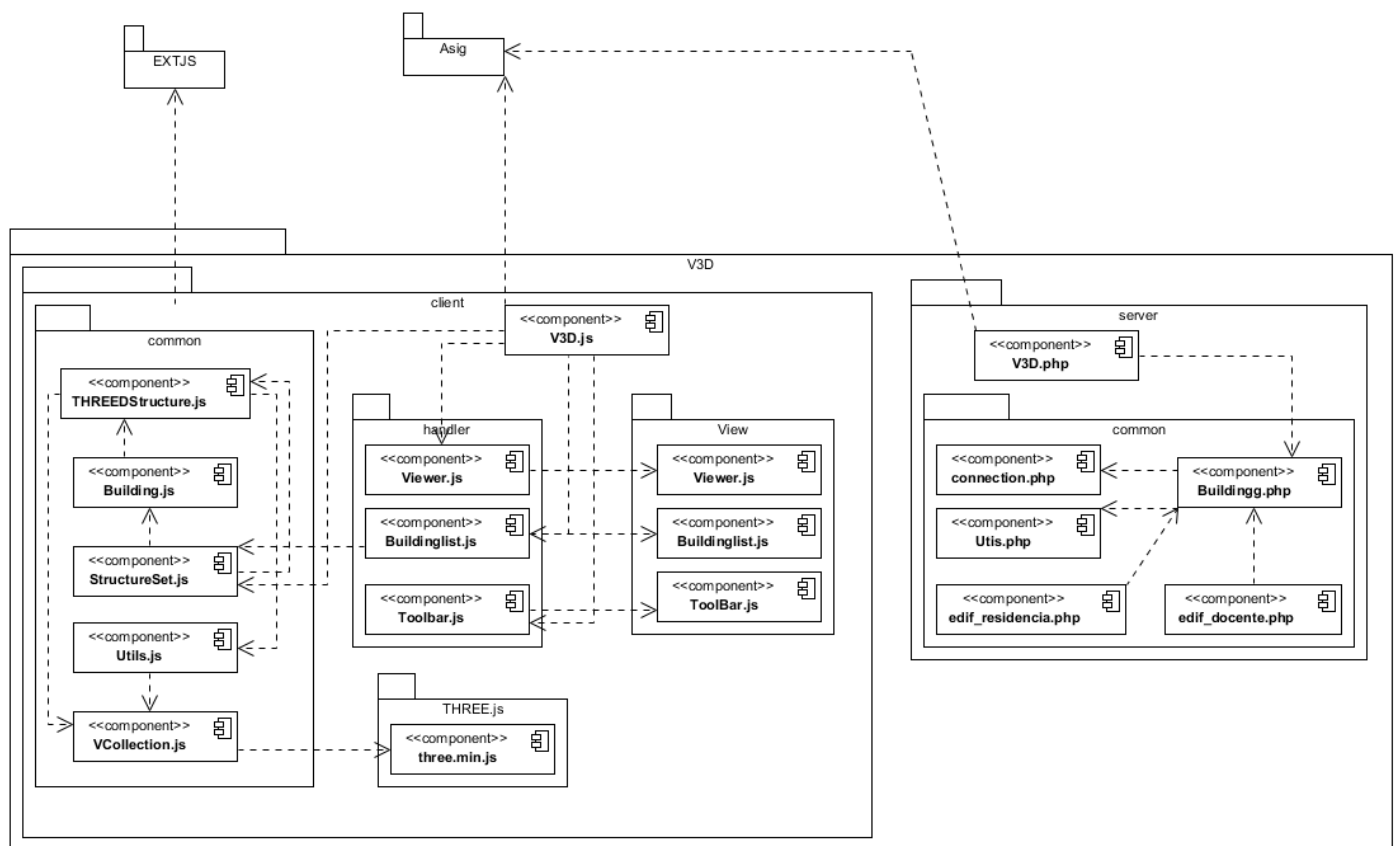 EXTJS
Asig
V3D
client
common
<<component>>
THREEDStructure.js
<<component>>
Building.js
<<component>>
StructureSet.js
<<component>>
Utils.js
<<component>>
VCollection.js
<<component>>
V3D.js
handler
<<component>>
Viewer.js
<<component>>
Buildinglist.js
<<component>>
Toolbar.js
View
<<component>>
Viewer.js
<<component>>
Buildinglist.js
<<component>>
ToolBar.js
THREE.js
<<component>>
three.min.js
server
<<component>>
V3D.php
common
<<component>>
connection.php
<<component>>
Buildingg.php
<<component>>
Utis.php
<<component>>
edif_residencia.php
<<component>>
edif_docente.php